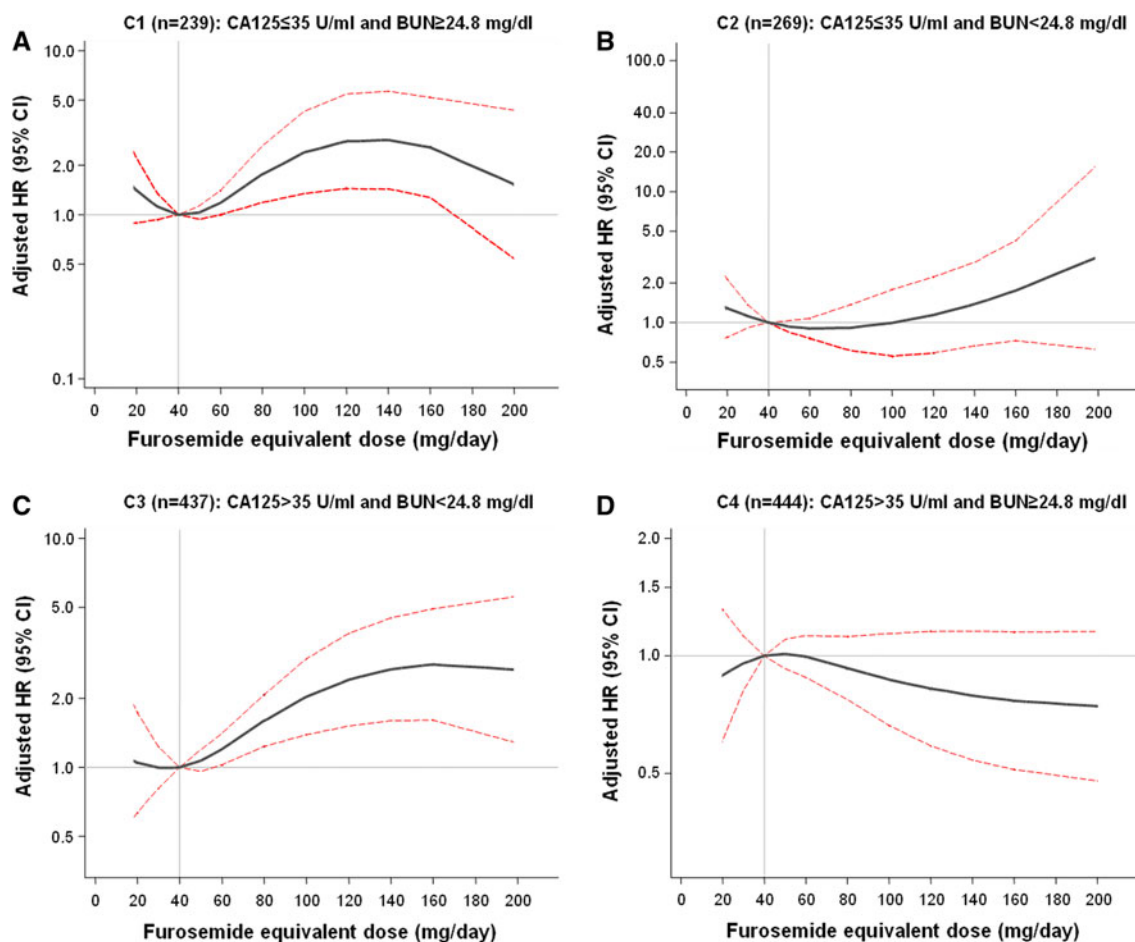 A
C1 (n=239): CA125≤35 U/ml and BUN≥24.8 mg/dl
Adjusted HR (95% CI)
10.0
5.0
2.0
1.0
0.5
0.1
0 20 40 60 80 100 120 140 160 180 200
Furosemide equivalent dose (mg/day)
B
C2 (n=269): CA125≤35 U/ml and BUN<24.8 mg/dl
Adjusted HR (95% CI)
100.0
40.0
20.0
10.0
5.0
2.0
1.0
0.5
0 20 40 60 80 100 120 140 160 180 200
Furosemide equivalent dose (mg/day)
C
C3 (n=437): CA125>35 U/ml and BUN<24.8 mg/dl
Adjusted HR (95% CI)
10.0
5.0
2.0
1.0
0.5
0 20 40 60 80 100 120 140 160 180 200
Furosemide equivalent dose (mg/day)
D
C4 (n=444): CA125>35 U/ml and BUN≥24.8 mg/dl
Adjusted HR (95% CI)
2.0
1.5
1.0
0.5
0 20 40 60 80 100 120 140 160 180 200
Furosemide equivalent dose (mg/day)